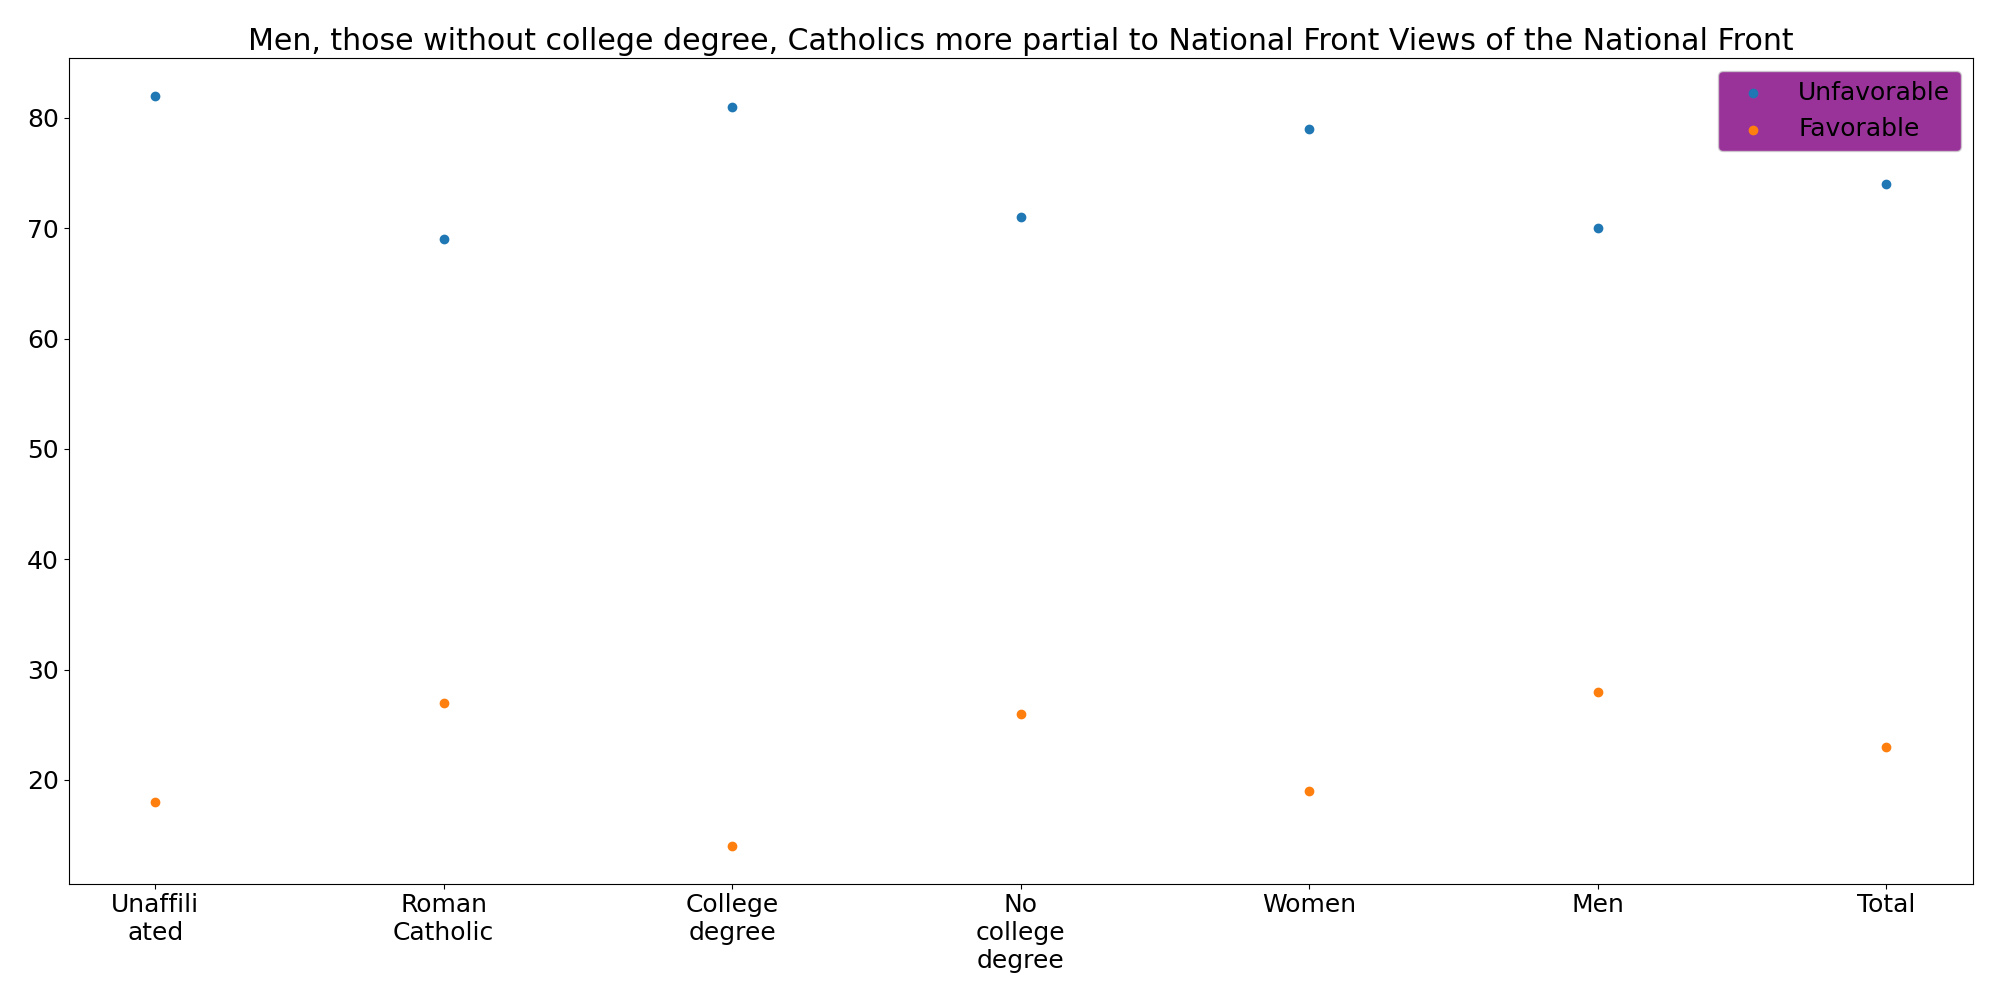 Men, those without college degree, Catholics more partial to National Front Views of the National Front
Unfavorable
Favorable
80
70
60
50
40
30
20
Unaffili
ated
Roman
Catholic
College
degree
No
college
degree
Women
Men
Total